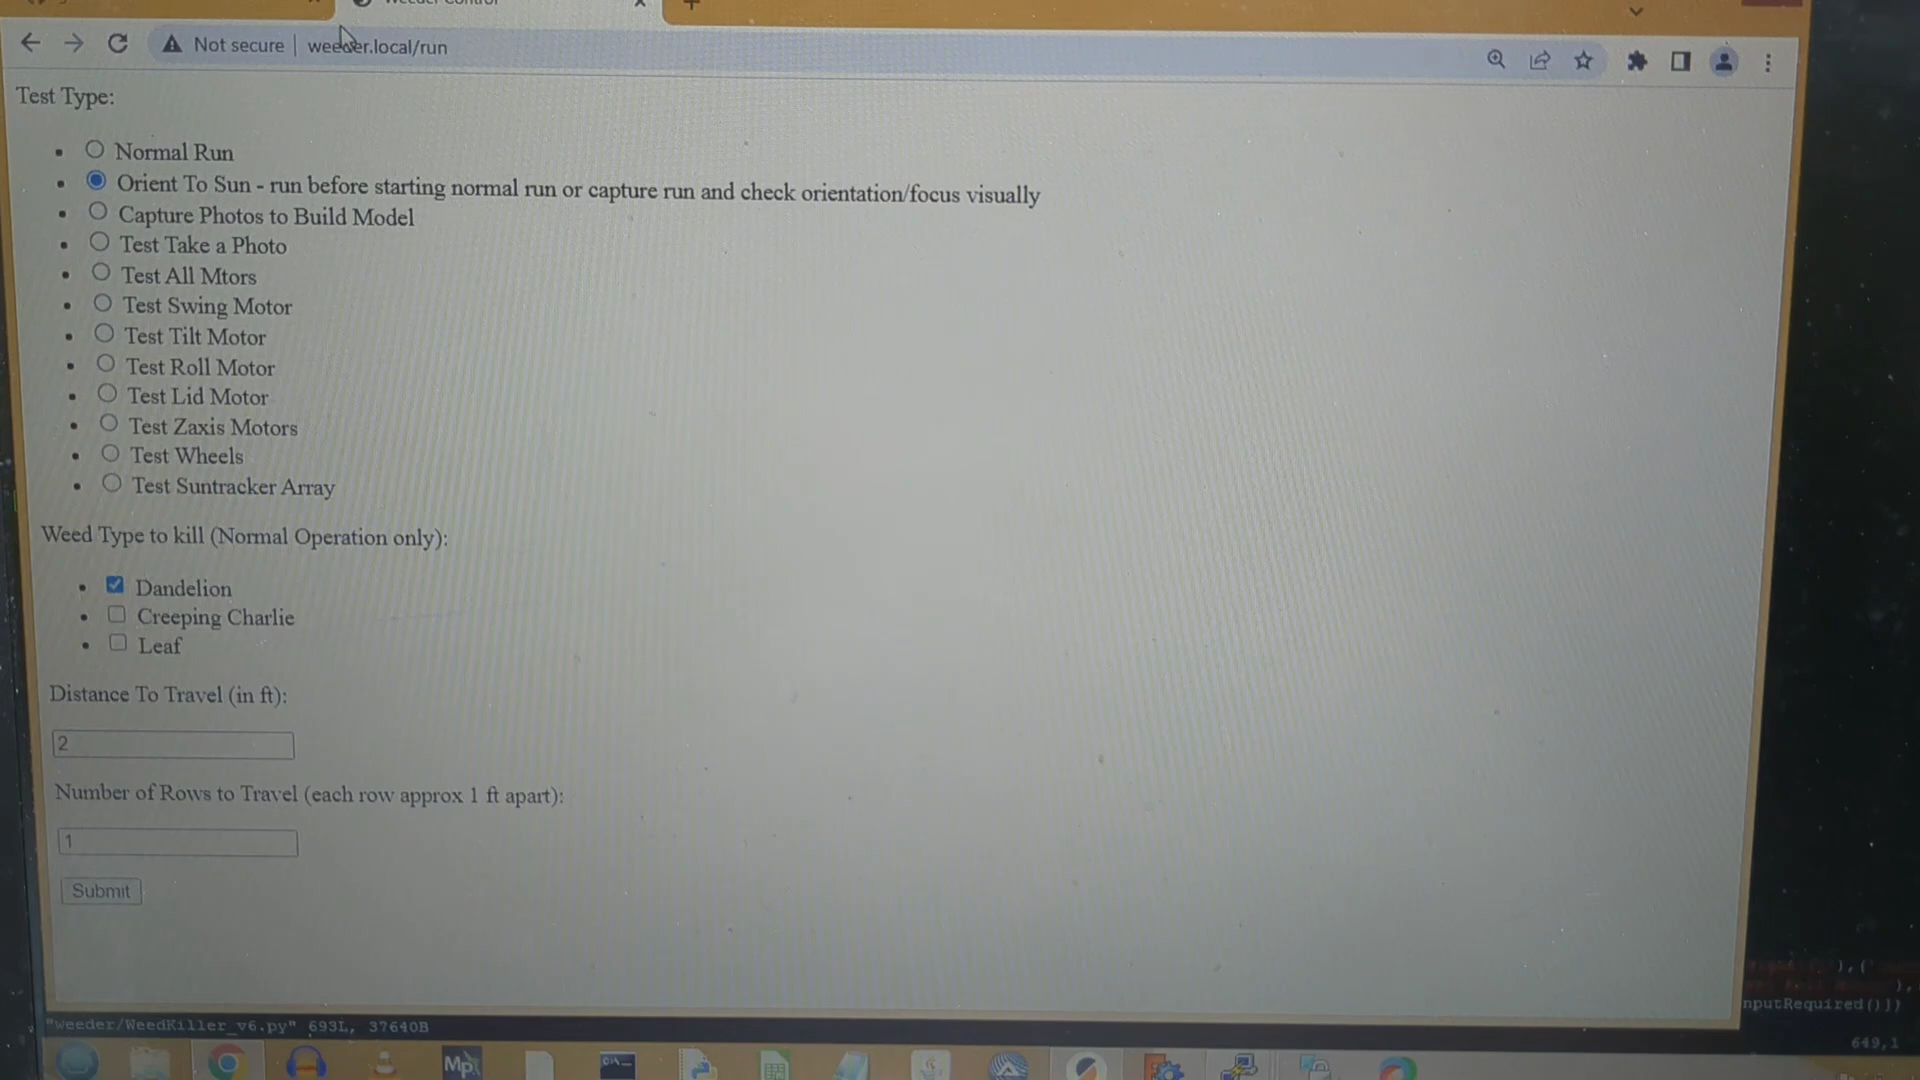 Weeder Control
Not secure | weeder.local/run
Test Type:
Normal Run
Orient To Sun - run before starting normal run or capture run and check orientation/focus visually
Capture Photos to Build Model
Test Take a Photo
Test All Mtors
Test Swing Motor
Test Tilt Motor
Test Roll Motor
Test Lid Motor
Test Zaxis Motors
Test Wheels
Test Suntracker Array
Weed Type to kill (Normal Operation only):
Dandelion
Creeping Charlie
Leaf
Distance To Travel (in ft):
2
Number of Rows to Travel (each row approx 1 ft apart):
1
Submit
), (
),
nputRequired()])
"weeder/WeedKiller_v6.py" 693L, 37640B
649,1
Mp
C:\